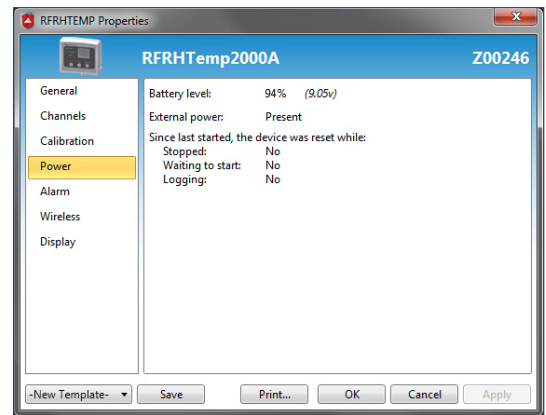 RFRHTEMP Properties
RFRHTemp2000A Z00246
General
Channels
Calibration
Power
Alarm
Wireless
Display
Battery level: 94% (9.05v)
External power: Present
Since last started, the device was reset while:
Stopped: No
Waiting to start: No
Logging: No
-New Template- Save Print... OK Cancel Apply